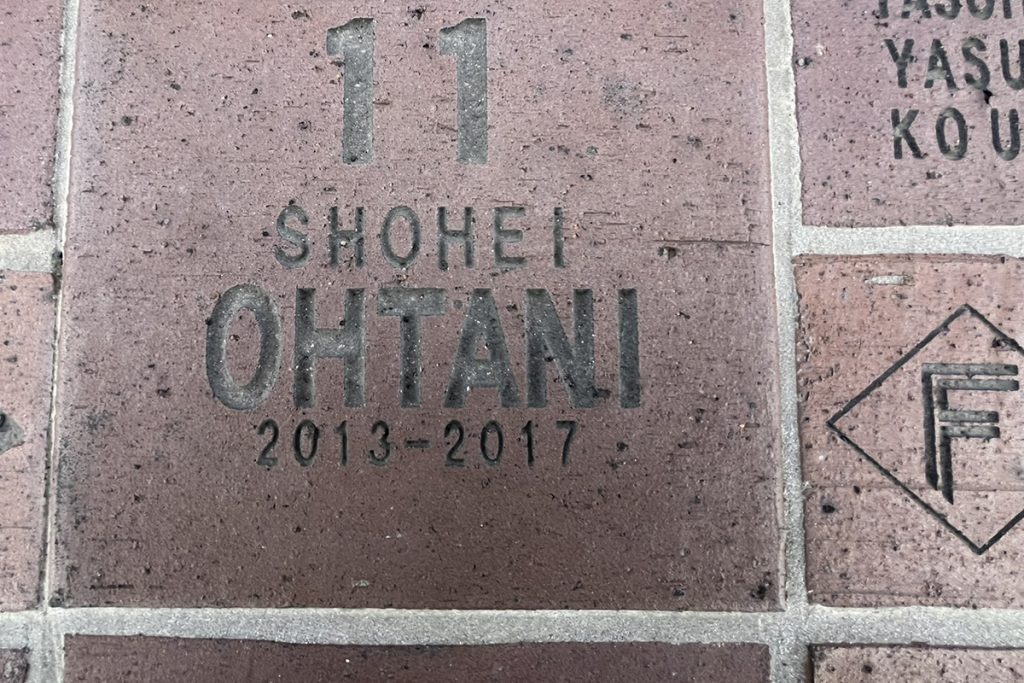 11
SHOHEI
OHTANI
2013-2017
YASU
KOU
F